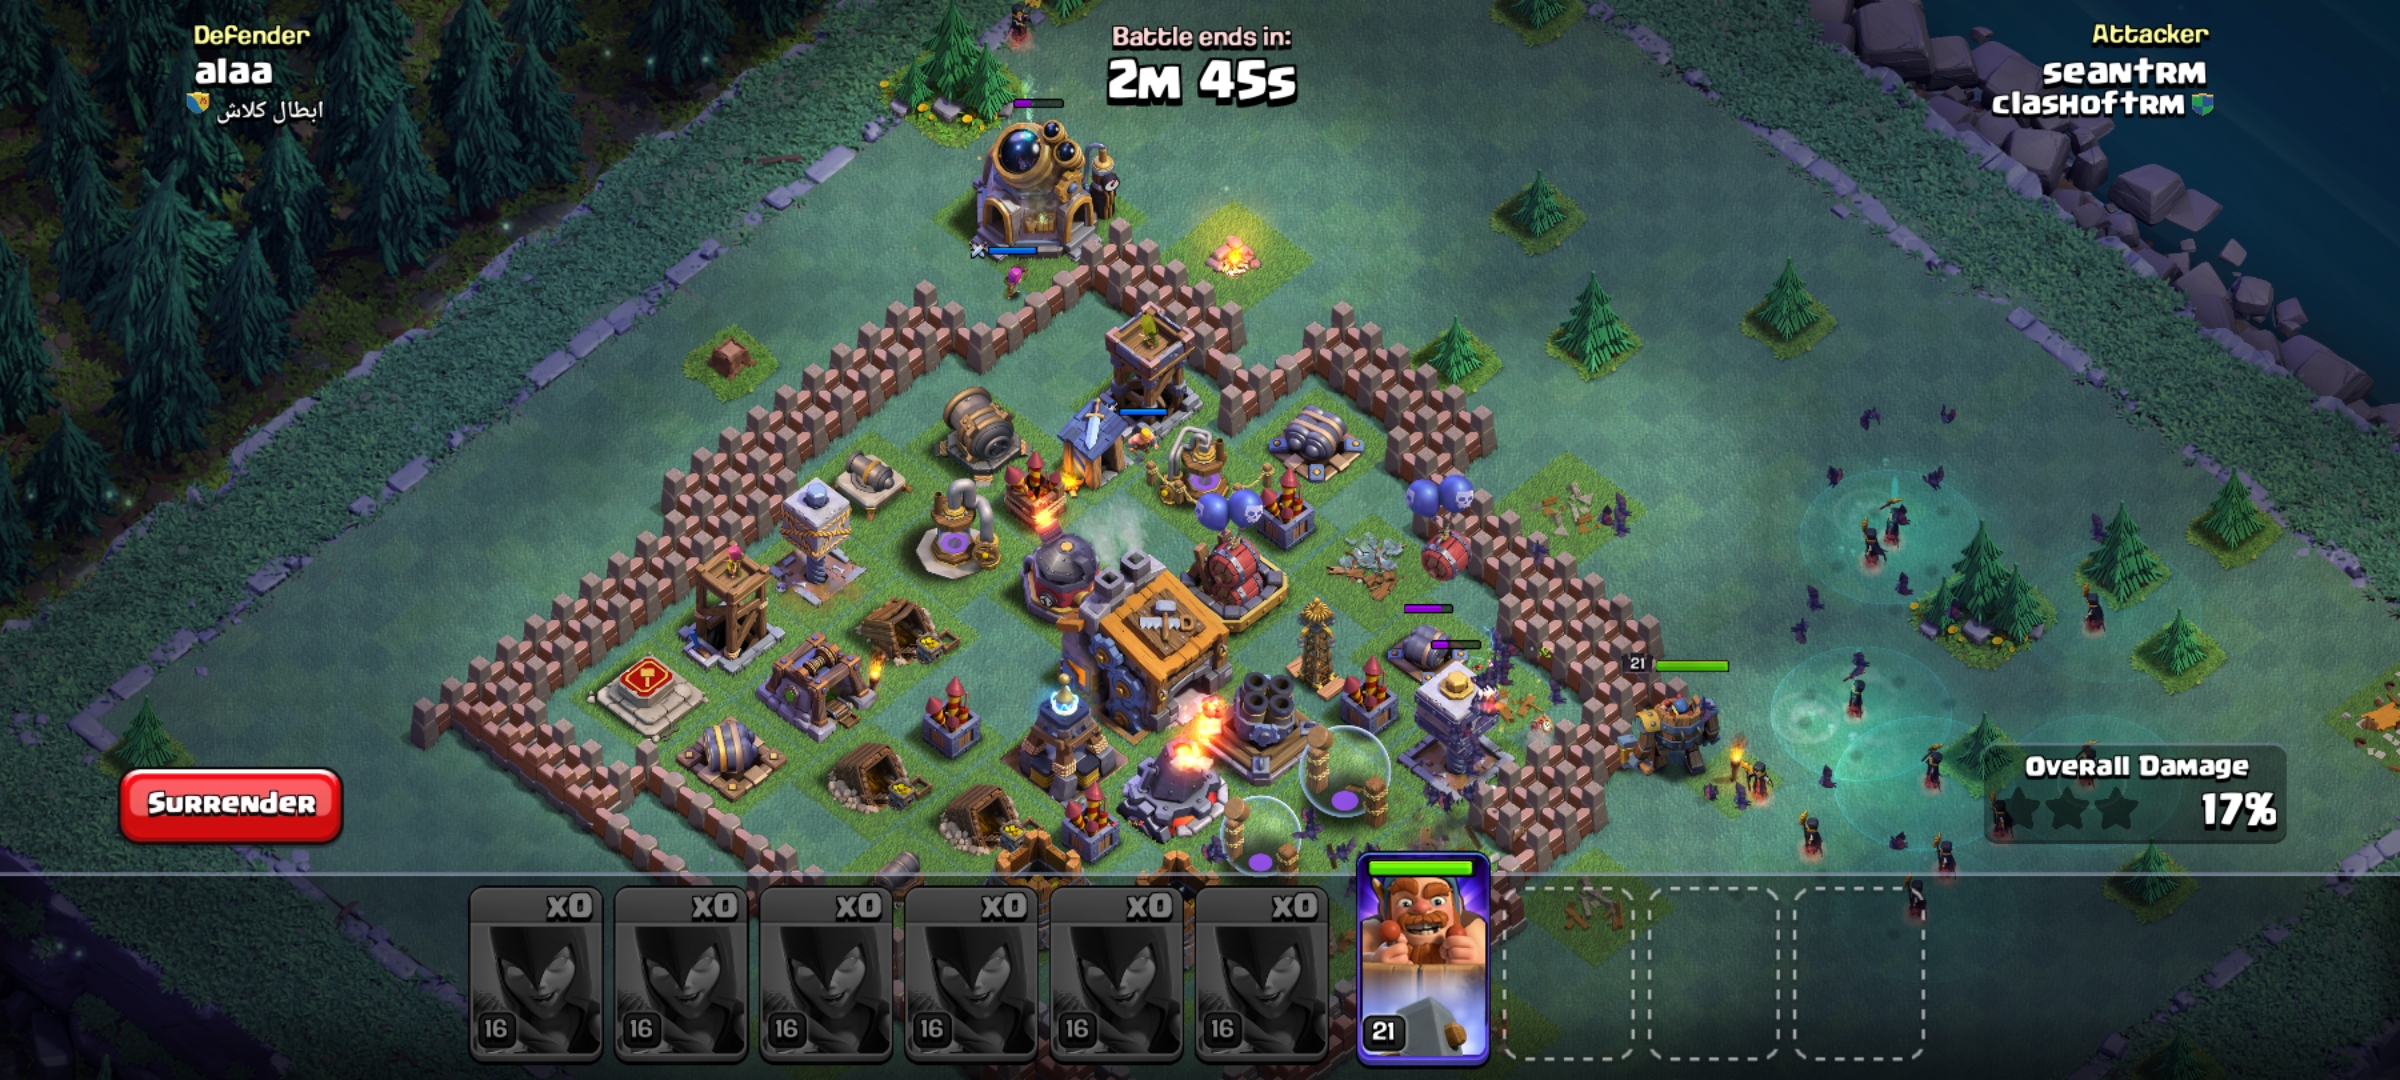 Defender
alaa
ابطال كلاش
Battle ends in:
2M 45s
Attacker
seantRM
clashoftRM
VIII
21
Surrender
Overall Damage
17%
x0
x0
x0
x0
x0
x0
16
16
16
16
16
16
21